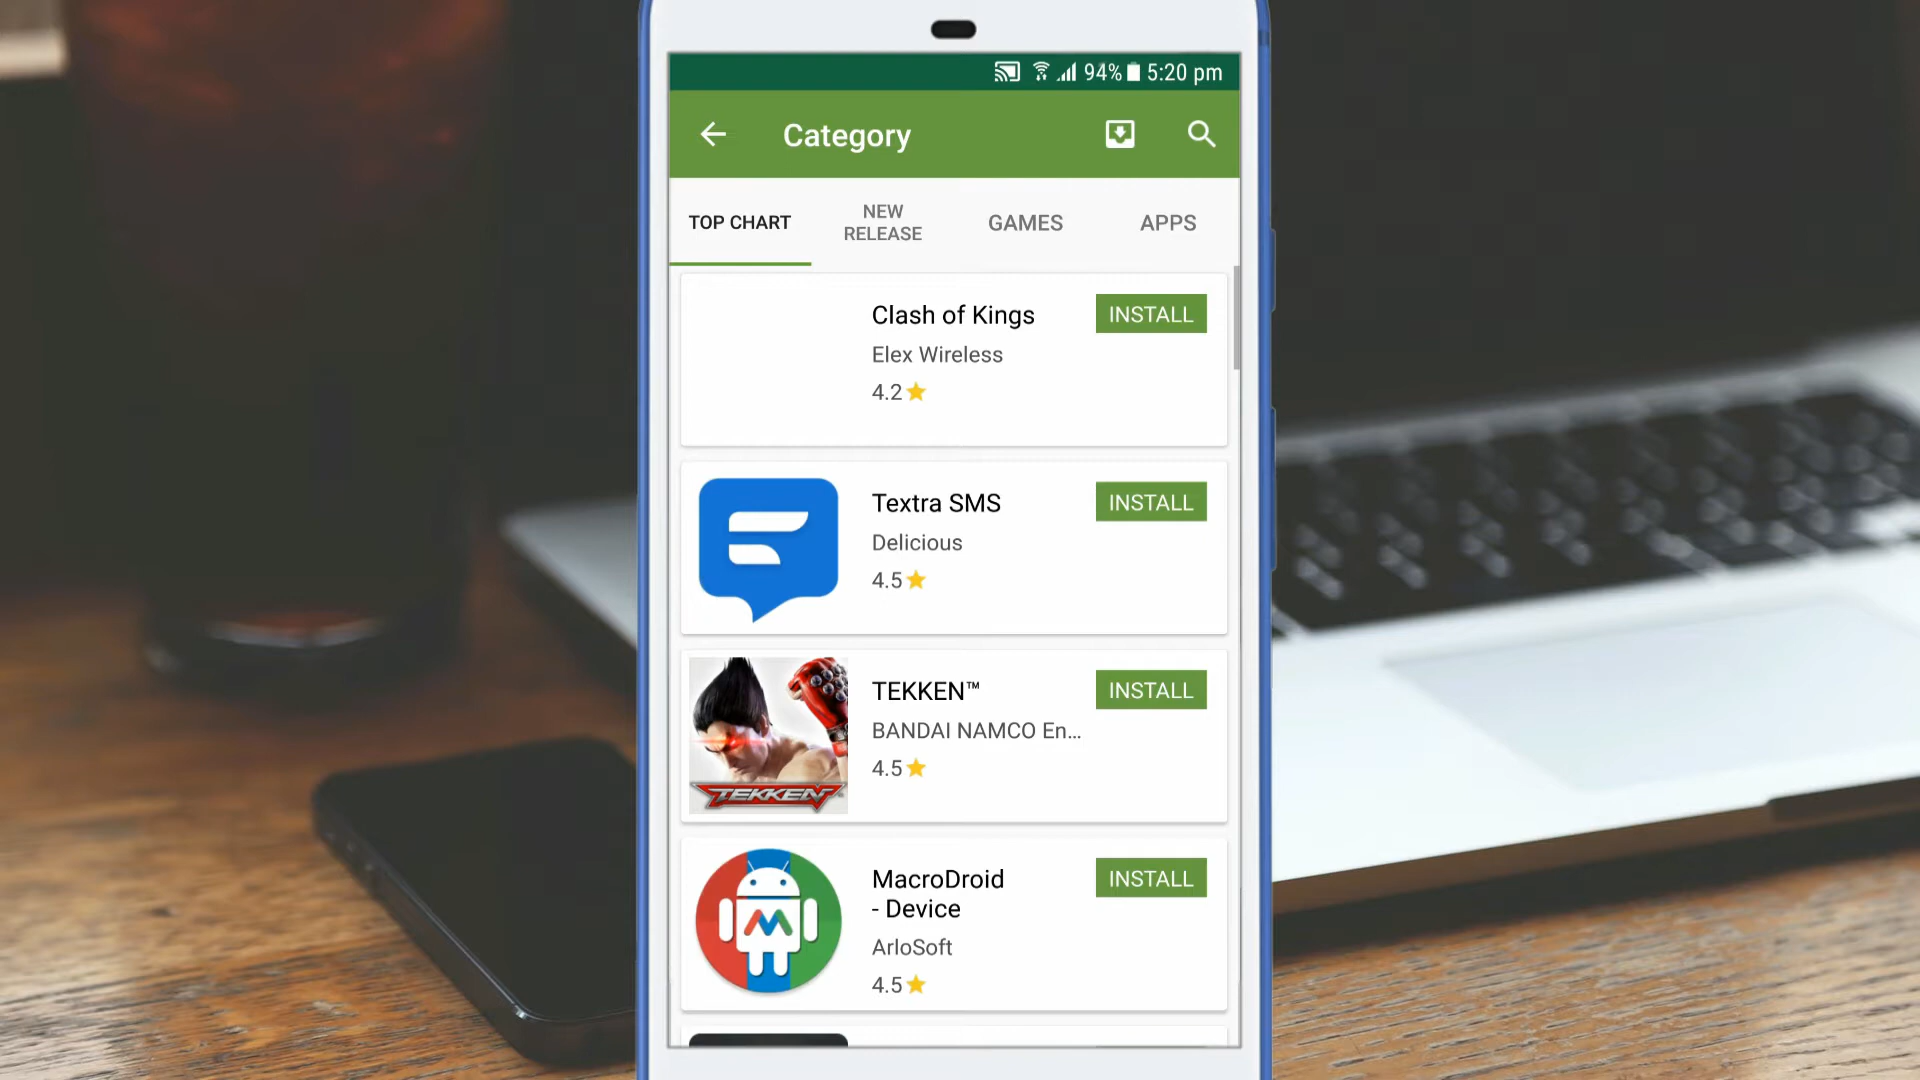 94% 5:20 pm
Category
TOP CHART
NEW
RELEASE
GAMES
APPS
Clash of Kings
INSTALL
Elex Wireless
4.2
Textra SMS
INSTALL
Delicious
4.5
TEKKEN™
INSTALL
BANDAI NAMCO En...
4.5
TEKKEN
MacroDroid
- Device
INSTALL
ArloSoft
4.5